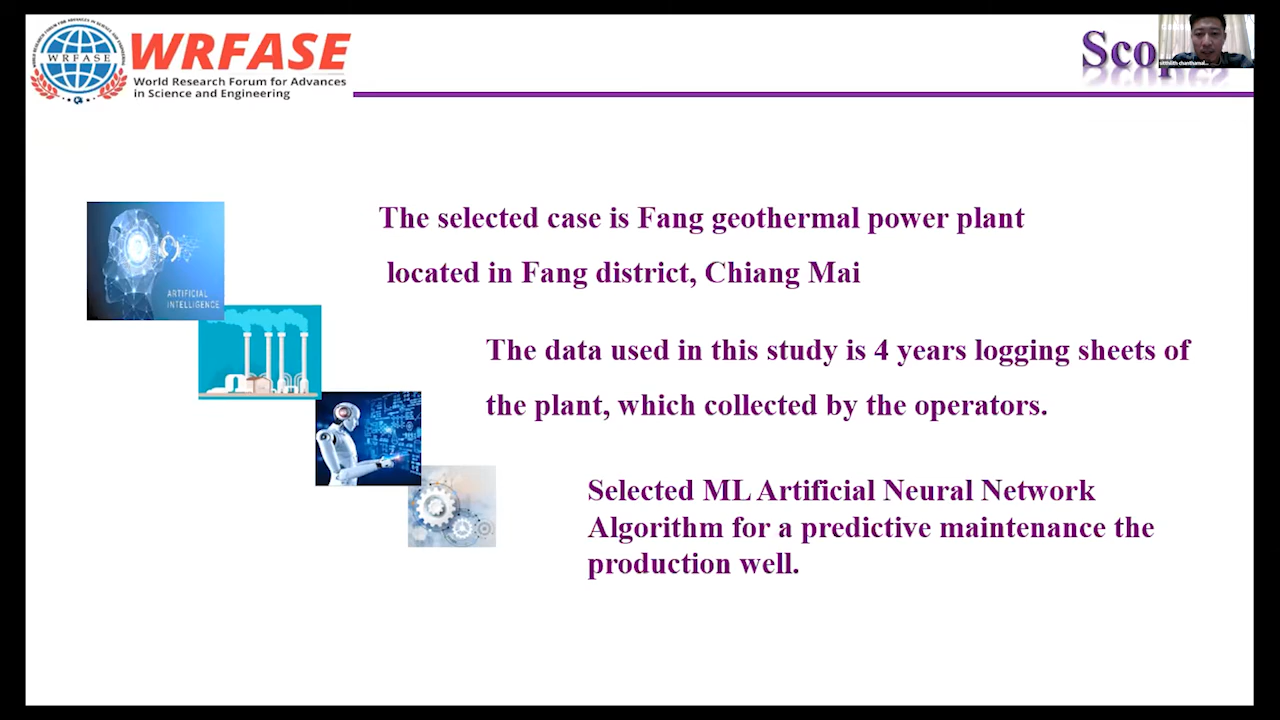 WRFASE
WRFASE
World Research Forum for Advances
in Science and Engineering
Sco
The selected case is Fang geothermal power plant
located in Fang district, Chiang Mai
ARTIFICIAL
INTELLIGENCE
The data used in this study is 4 years logging sheets of
the plant, which collected by the operators.
Selected ML Artificial Neural Network
Algorithm for a predictive maintenance the
production well.